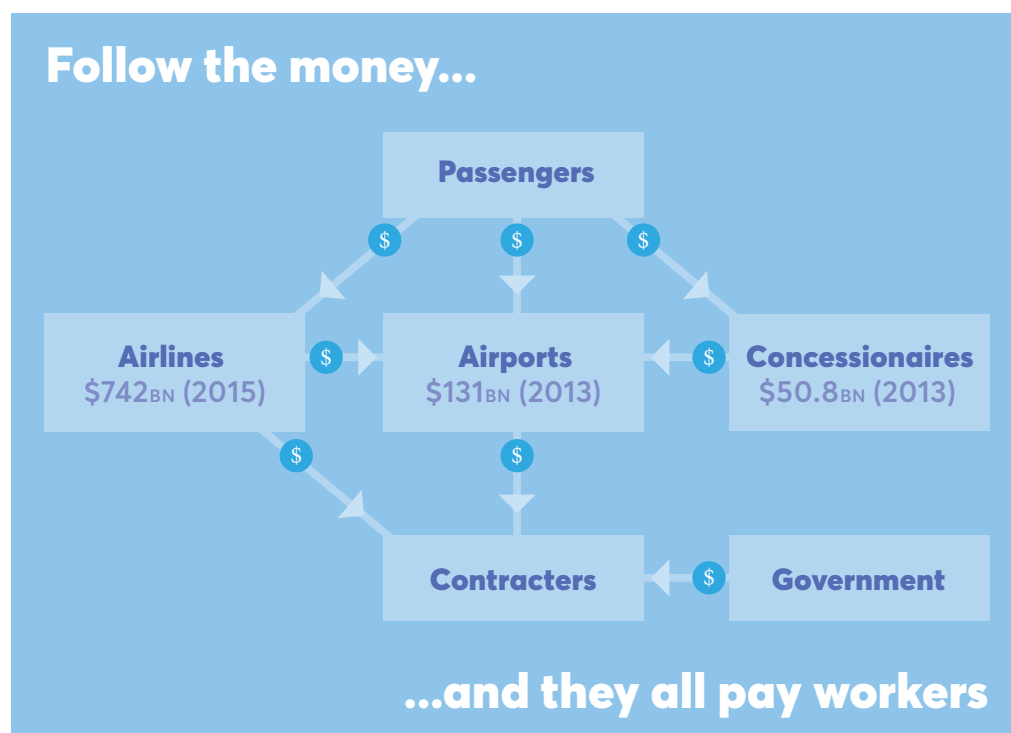 Follow the money...
Passengers
$
$
$
Airlines
$742BN (2015)
$
Airports
$131BN (2013)
$
Concessionaires
$50.8BN (2013)
$
$
Contracters
$
Government
...and they all pay workers